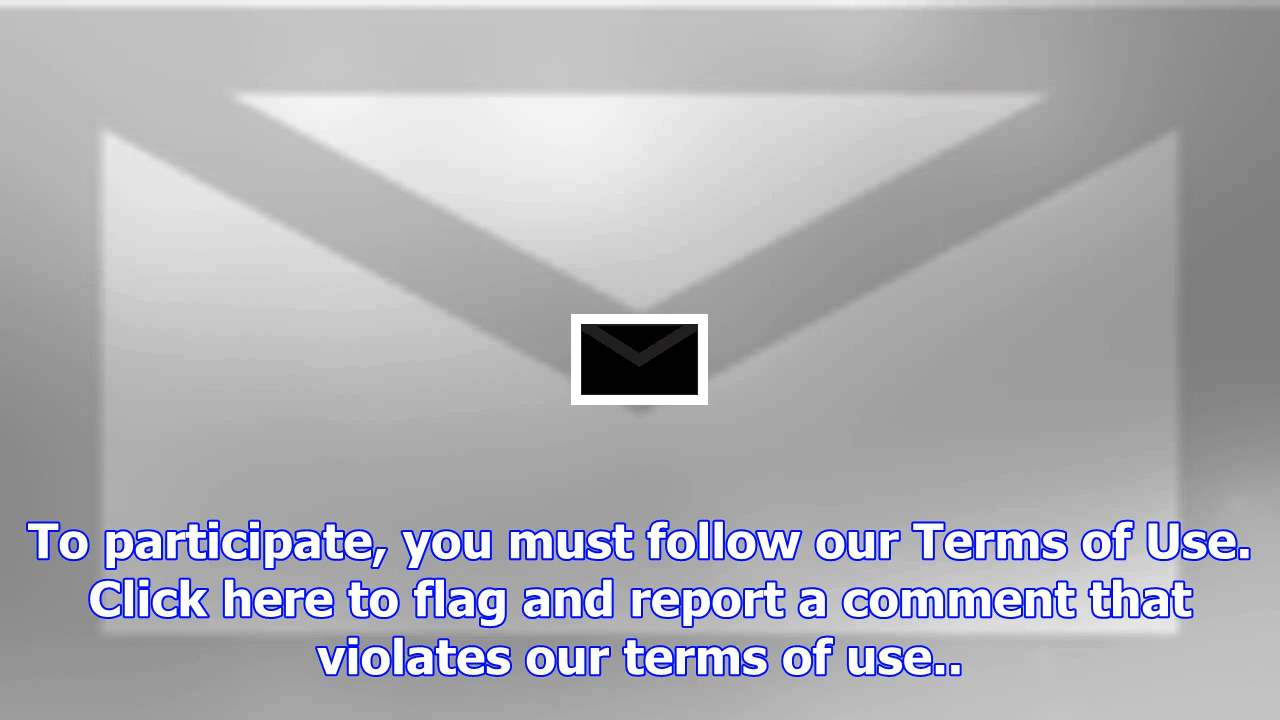 To participate, you must follow our Terms of Use.
Click here to flag and report a comment that
violates our terms of use..